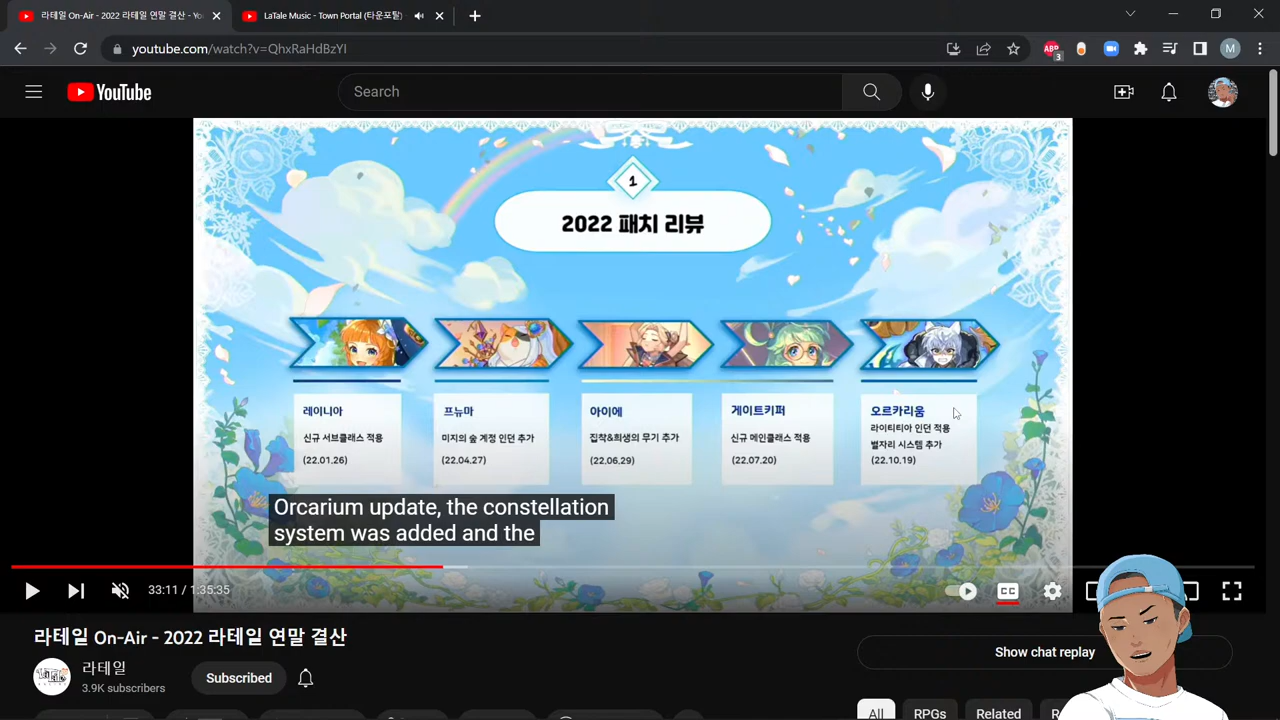 라테일 On-Air - 2022 라테일 연말 결산 - Yo
LaTale Music - Town Portal (타운포탈)
youtube.com/watch?v=QhxRaHdBzYI
ABP
3
M
YouTube
Search
1
2022 패치 리뷰
레이니아
신규 서브클래스 적용
(22.01.26)
프뉴마
미지의 숲 계정 인던 추가
(22.04.27)
아이에
집착&희생의 무기 추가
(22.06.29)
게이트키퍼
신규 메인클래스 적용
(22.07.20)
오르카리움
라이티티아 인던 적용
별자리 시스템 추가
(22.10.19)
Orcarium update, the constellation
system was added and the
33:11 / 1:35:35
CC
라테일 On-Air - 2022 라테일 연말 결산
라테일
3.9K subscribers
Subscribed
Show chat replay
All
RPGs
Related